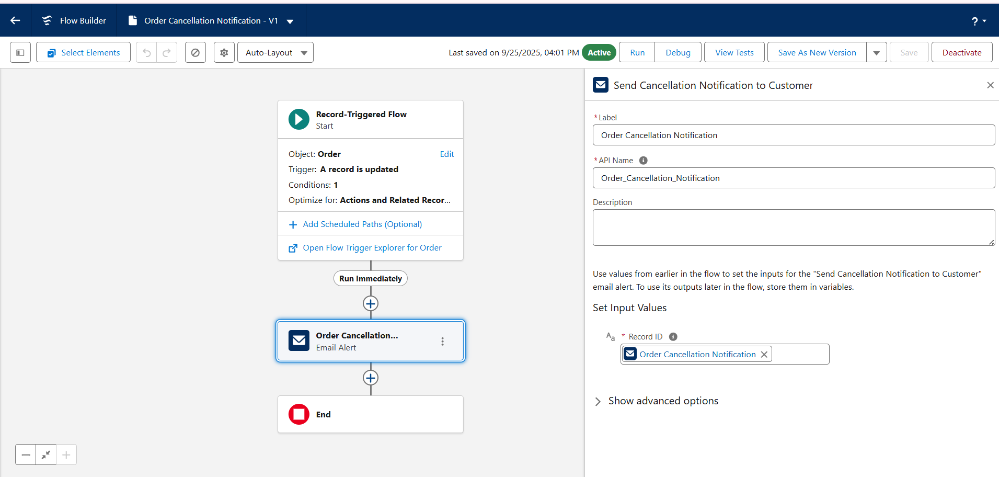 Flow Builder
Order Cancellation Notification - V1
?
Select Elements
Auto-Layout
Last saved on 9/25/2025, 04:01 PM
Active
Run
Debug
View Tests
Save As New Version
Save
Deactivate
Record-Triggered Flow
Start
Object: Order
Edit
Trigger: A record is updated
Conditions: 1
Optimize for: Actions and Related Recor...
Add Scheduled Paths (Optional)
Open Flow Trigger Explorer for Order
Run Immediately
Order Cancellation...
Email Alert
End
Send Cancellation Notification to Customer
* Label
Order Cancellation Notification
* API Name
Order_Cancellation_Notification
Description
Use values from earlier in the flow to set the inputs for the "Send Cancellation Notification to Customer"
email alert. To use its outputs later in the flow, store them in variables.
Set Input Values
Aa * Record ID
Order Cancellation Notification
Show advanced options